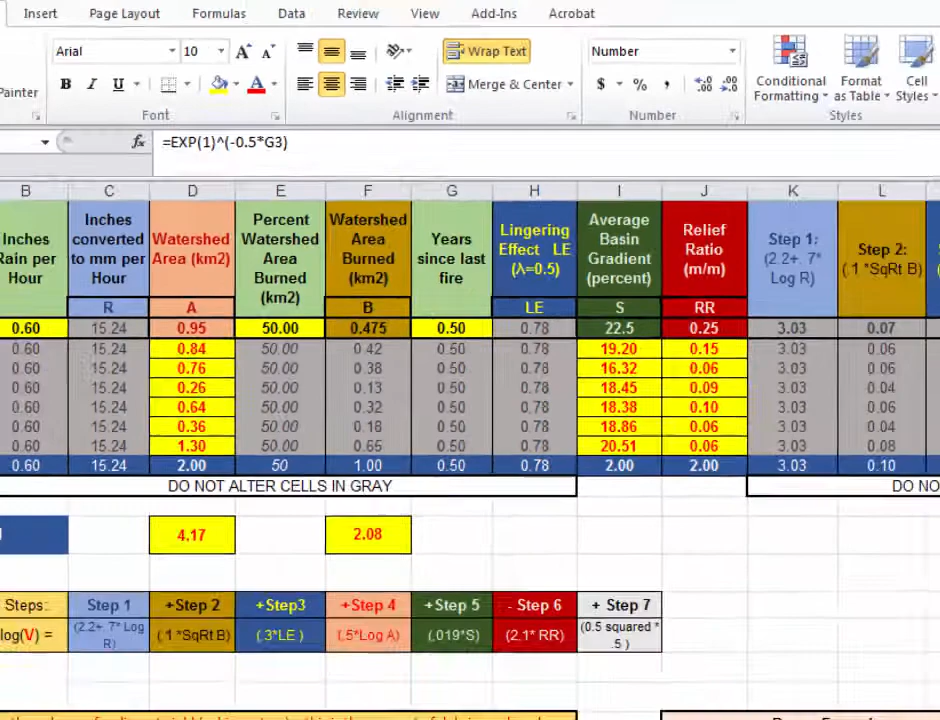 Insert Page Layout Formulas Data Review View Add-Ins Acrobat
Arial 10 A A Wrap Text Number
Painter B I U A Merge & Center $ % , .0 .00 .00 .0 Conditional Formatting Format as Table Cell Styles
Font Alignment Number Styles
fx =EXP(1)^(-0.5*G3)
B C D E F G H I J K L
Inches Rain per Hour
Inches converted to mm per Hour
Watershed Area (km2)
Percent Watershed Area Burned (km2)
Watershed Area Burned (km2)
Years since last fire
Lingering Effect LE (λ=0.5)
Average Basin Gradient (percent)
Relief Ratio (m/m)
Step 1: (2.2+. 7* Log R)
Step 2: (.1 *SqRt B)
R A B LE S RR
0.60 15.24 0.95 50.00 0.475 0.50 0.78 22.5 0.25 3.03 0.07
0.60 15.24 0.84 50.00 0.42 0.50 0.78 19.20 0.15 3.03 0.06
0.60 15.24 0.76 50.00 0.38 0.50 0.78 16.32 0.06 3.03 0.06
0.60 15.24 0.26 50.00 0.13 0.50 0.78 18.45 0.09 3.03 0.04
0.60 15.24 0.64 50.00 0.32 0.50 0.78 18.38 0.10 3.03 0.06
0.60 15.24 0.36 50.00 0.18 0.50 0.78 18.86 0.06 3.03 0.04
0.60 15.24 1.30 50.00 0.65 0.50 0.78 20.51 0.06 3.03 0.08
0.60 15.24 2.00 50 1.00 0.50 0.78 2.00 2.00 3.03 0.10
DO NOT ALTER CELLS IN GRAY DO NO
4.17 2.08
Steps: Step 1 +Step 2 +Step3 +Step 4 +Step 5 - Step 6 + Step 7
log(V) = (2.2+. 7* Log R) (.1 *SqRt B) (.3*LE ) (.5*Log A) (.019*S) (2.1* RR) (0.5 squared * .5 )